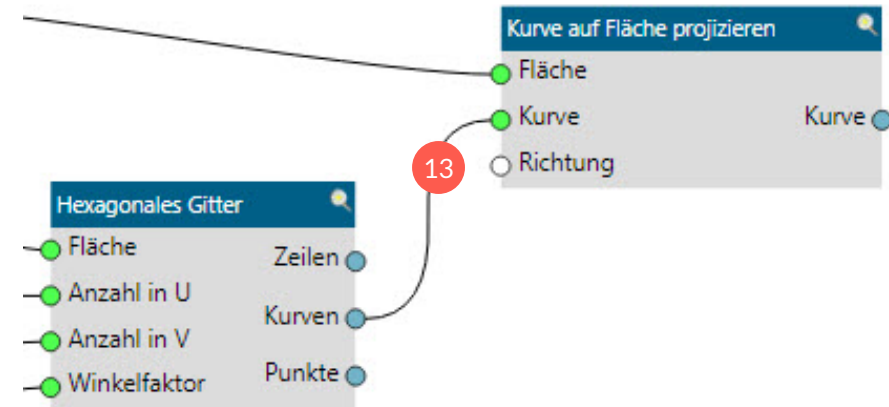 Kurve auf Fläche projizieren
Fläche
Kurve
Kurve
Richtung
13
Hexagonales Gitter
Fläche
Zeilen
Anzahl in U
Kurven
Anzahl in V
Punkte
Winkelfaktor